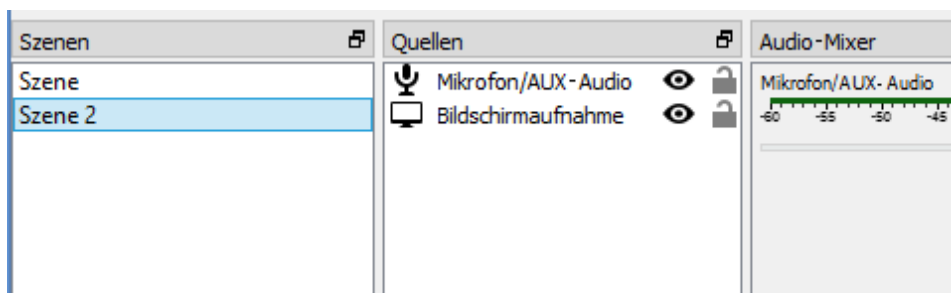 Szenen
Szene
Szene 2
Quellen
Mikrofon/AUX-Audio
Bildschirmaufnahme
Audio-Mixer
Mikrofon/AUX-Audio
-60 -55 -50 -45